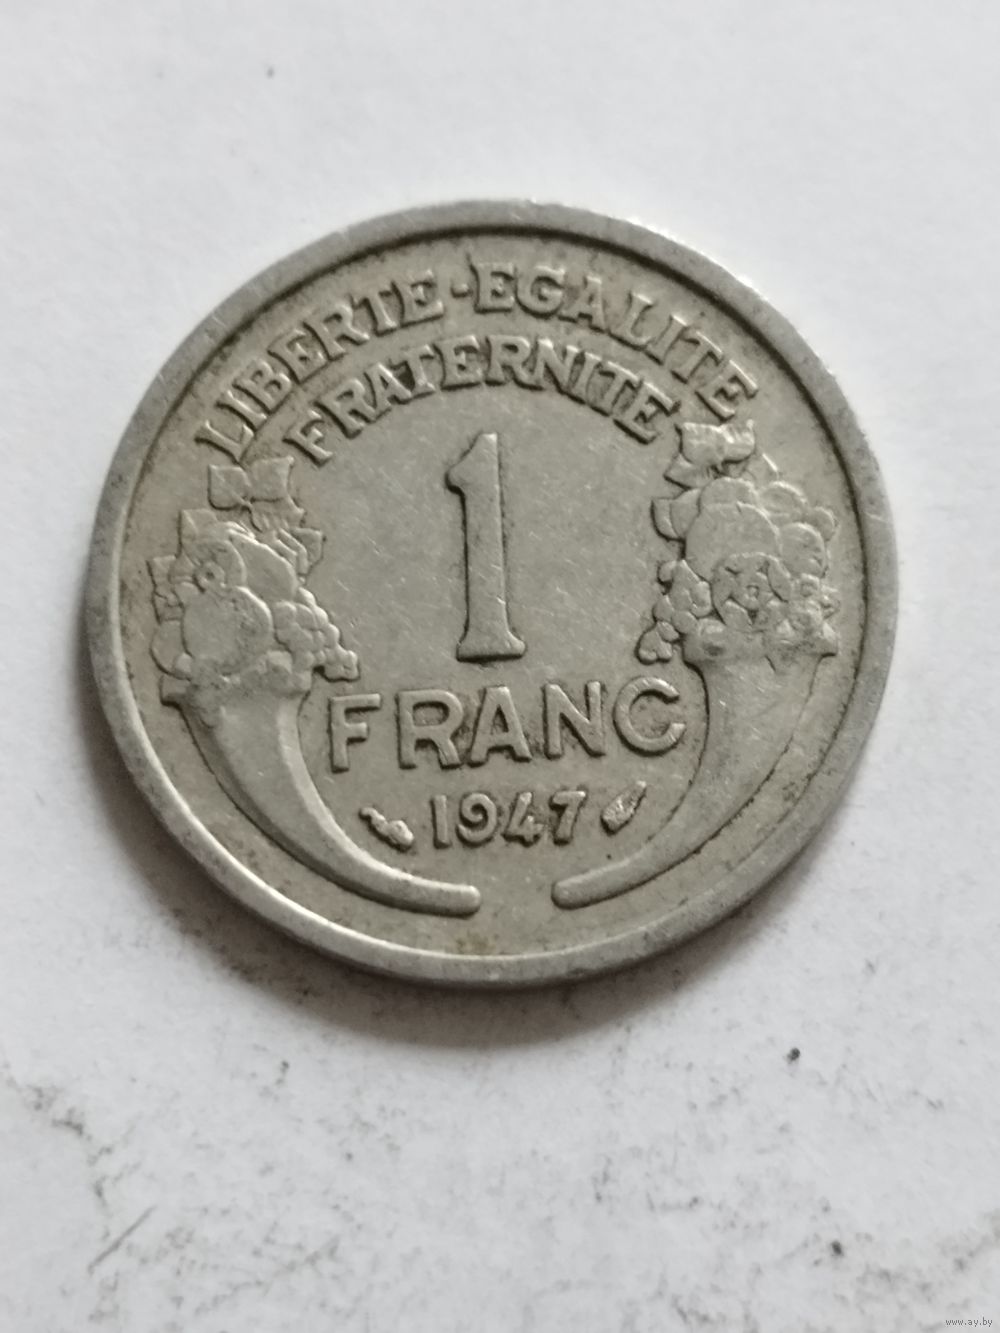 LIBERTE·EGALITE
FRATERNITE
1
FRANC
1947
www.ay.by